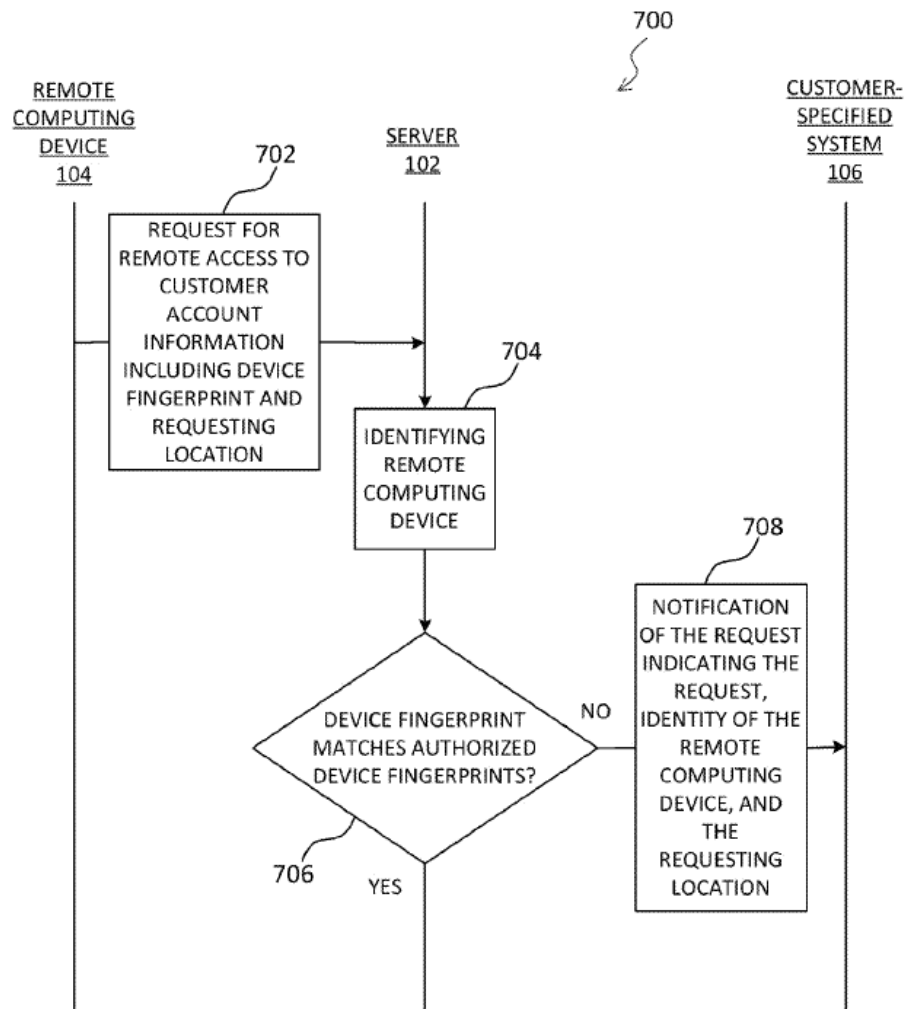 700
REMOTE
COMPUTING
DEVICE
104
SERVER
102
CUSTOMER-
SPECIFIED
SYSTEM
106
702
REQUEST FOR
REMOTE ACCESS TO
CUSTOMER
ACCOUNT
INFORMATION
INCLUDING DEVICE
FINGERPRINT AND
REQUESTING
LOCATION
704
IDENTIFYING
REMOTE
COMPUTING
DEVICE
706
DEVICE FINGERPRINT
MATCHES AUTHORIZED
DEVICE FINGERPRINTS?
NO
YES
708
NOTIFICATION
OF THE REQUEST
INDICATING THE
REQUEST,
IDENTITY OF THE
REMOTE
COMPUTING
DEVICE, AND
THE
REQUESTING
LOCATION